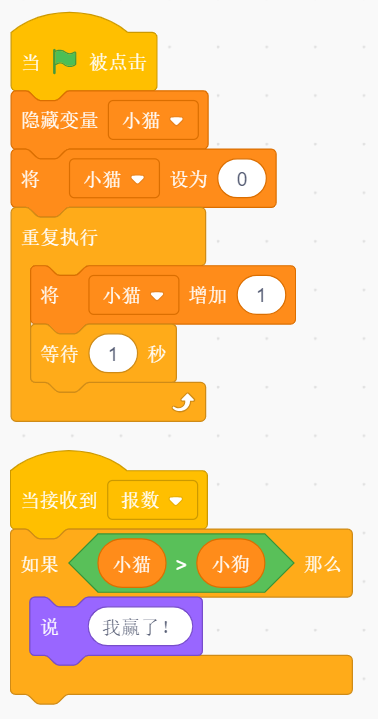 当 被点击
隐藏变量 小猫
将 小猫 设为 0
重复执行
将 小猫 增加 1
等待 1 秒
当接收到 报数
如果 小猫 > 小狗 那么
说 我赢了!